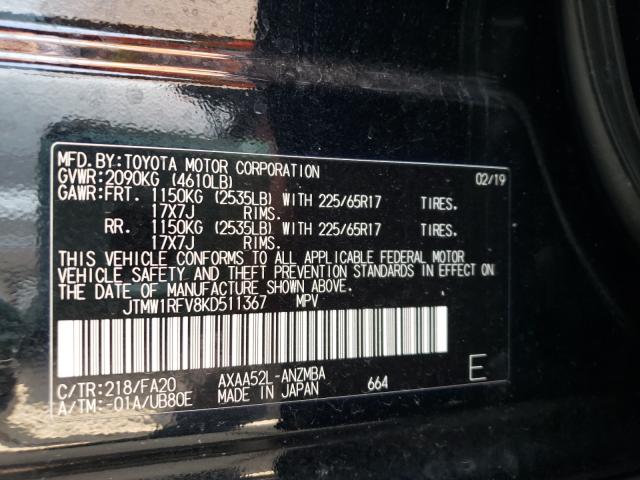 MFD.BY:TOYOTA MOTOR CORPORATION 02/19
GVWR:2090KG (4610LB)
GAWR:FRT. 1150KG (2535LB) WITH 225/65R17 TIRES.
17X7J RIMS.
RR. 1150KG (2535LB) WITH 225/65R17 TIRES.
17X7J RIMS.
THIS VEHICLE CONFORMS TO ALL APPLICABLE FEDERAL MOTOR
VEHICLE SAFETY AND THEFT PREVENTION STANDARDS IN EFFECT ON
THE DATE OF MANUFACTURE SHOWN ABOVE.
JTMW1RFV8KD511367 MPV
C/TR:218/FA20 AXAA52L-ANZMBA
A/TM:-01A/UB80E MADE IN JAPAN 664 E